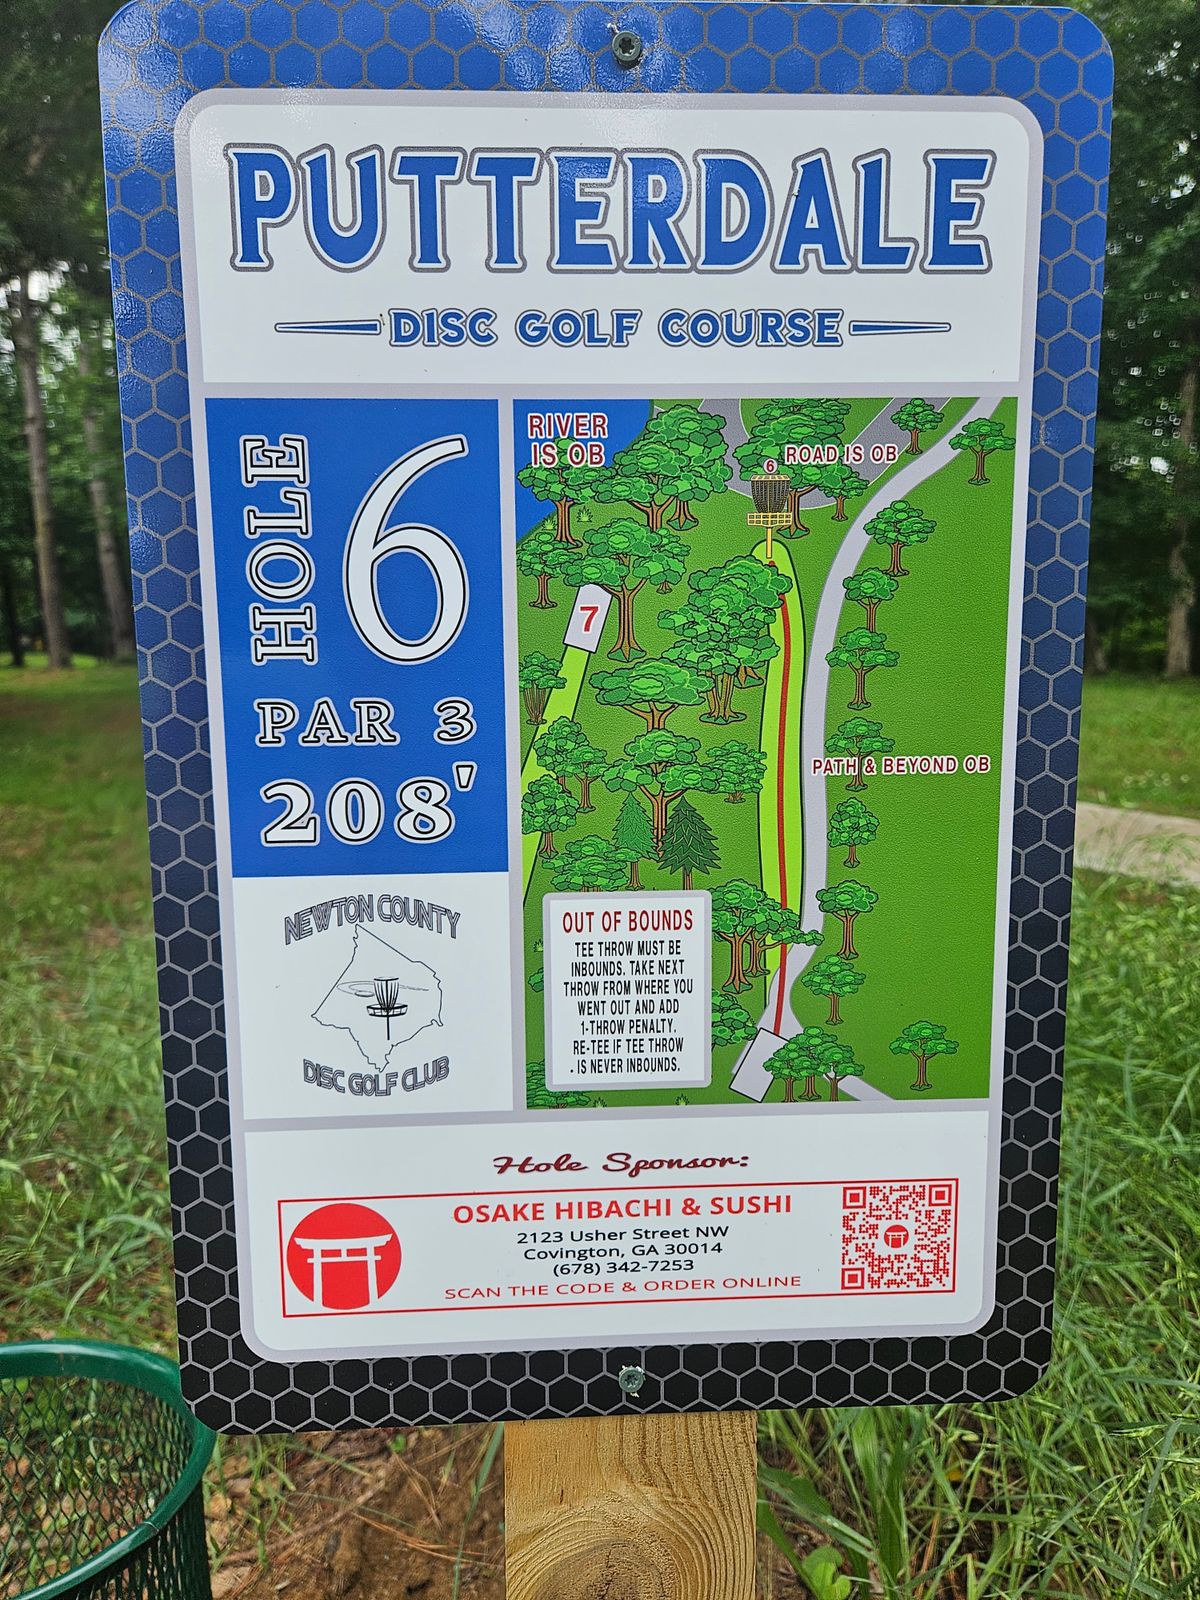 PUTTERDALE
DISC GOLF COURSE
HOLE 6
PAR 3
208'
NEWTON COUNTY
DISC GOLF CLUB
RIVER
IS OB
6
ROAD IS OB
7
PATH & BEYOND OB
OUT OF BOUNDS
TEE THROW MUST BE
INBOUNDS. TAKE NEXT
THROW FROM WHERE YOU
WENT OUT AND ADD
1-THROW PENALTY.
RE-TEE IF TEE THROW
IS NEVER INBOUNDS.
Hole Sponsor:
OSAKE HIBACHI & SUSHI
2123 Usher Street NW
Covington, GA 30014
(678) 342-7253
SCAN THE CODE & ORDER ONLINE